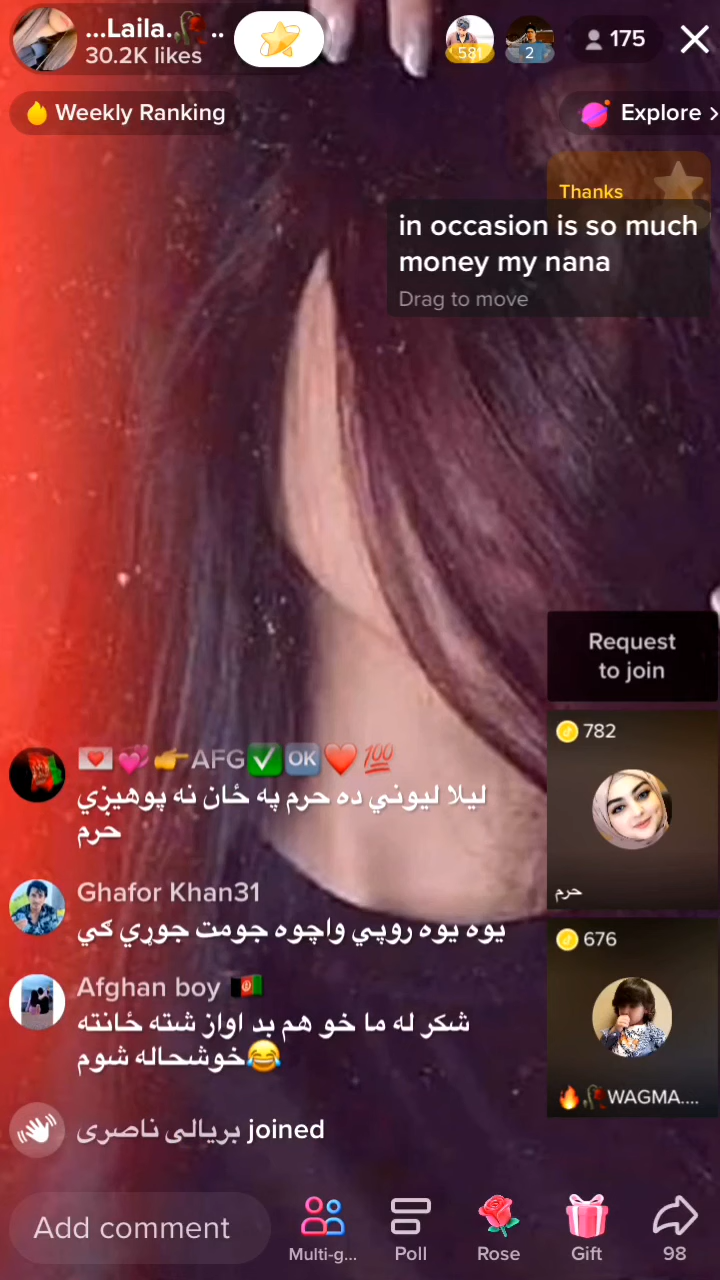 ...Laila.🥀..
30.2K likes
581
2
175
Weekly Ranking
Explore >
Thanks
in occasion is so much
money my nana
Drag to move
Request
to join
782
حرم
676
🔥🥀WAGMA....
💌💞👉AFG✅🆗❤️💯
ليلا ليوني ده حرم په ځان نه پوهيږي
حرم
Ghafor Khan31
يوه يوه روپي واچوه جومت جوړي کي
Afghan boy 🇦🇫
شکر له ما خو هم بد اواز شته ځانته
خوشحاله شوم😂
بریالی ناصری joined
Add comment
Multi-g...
Poll
Rose
Gift
98